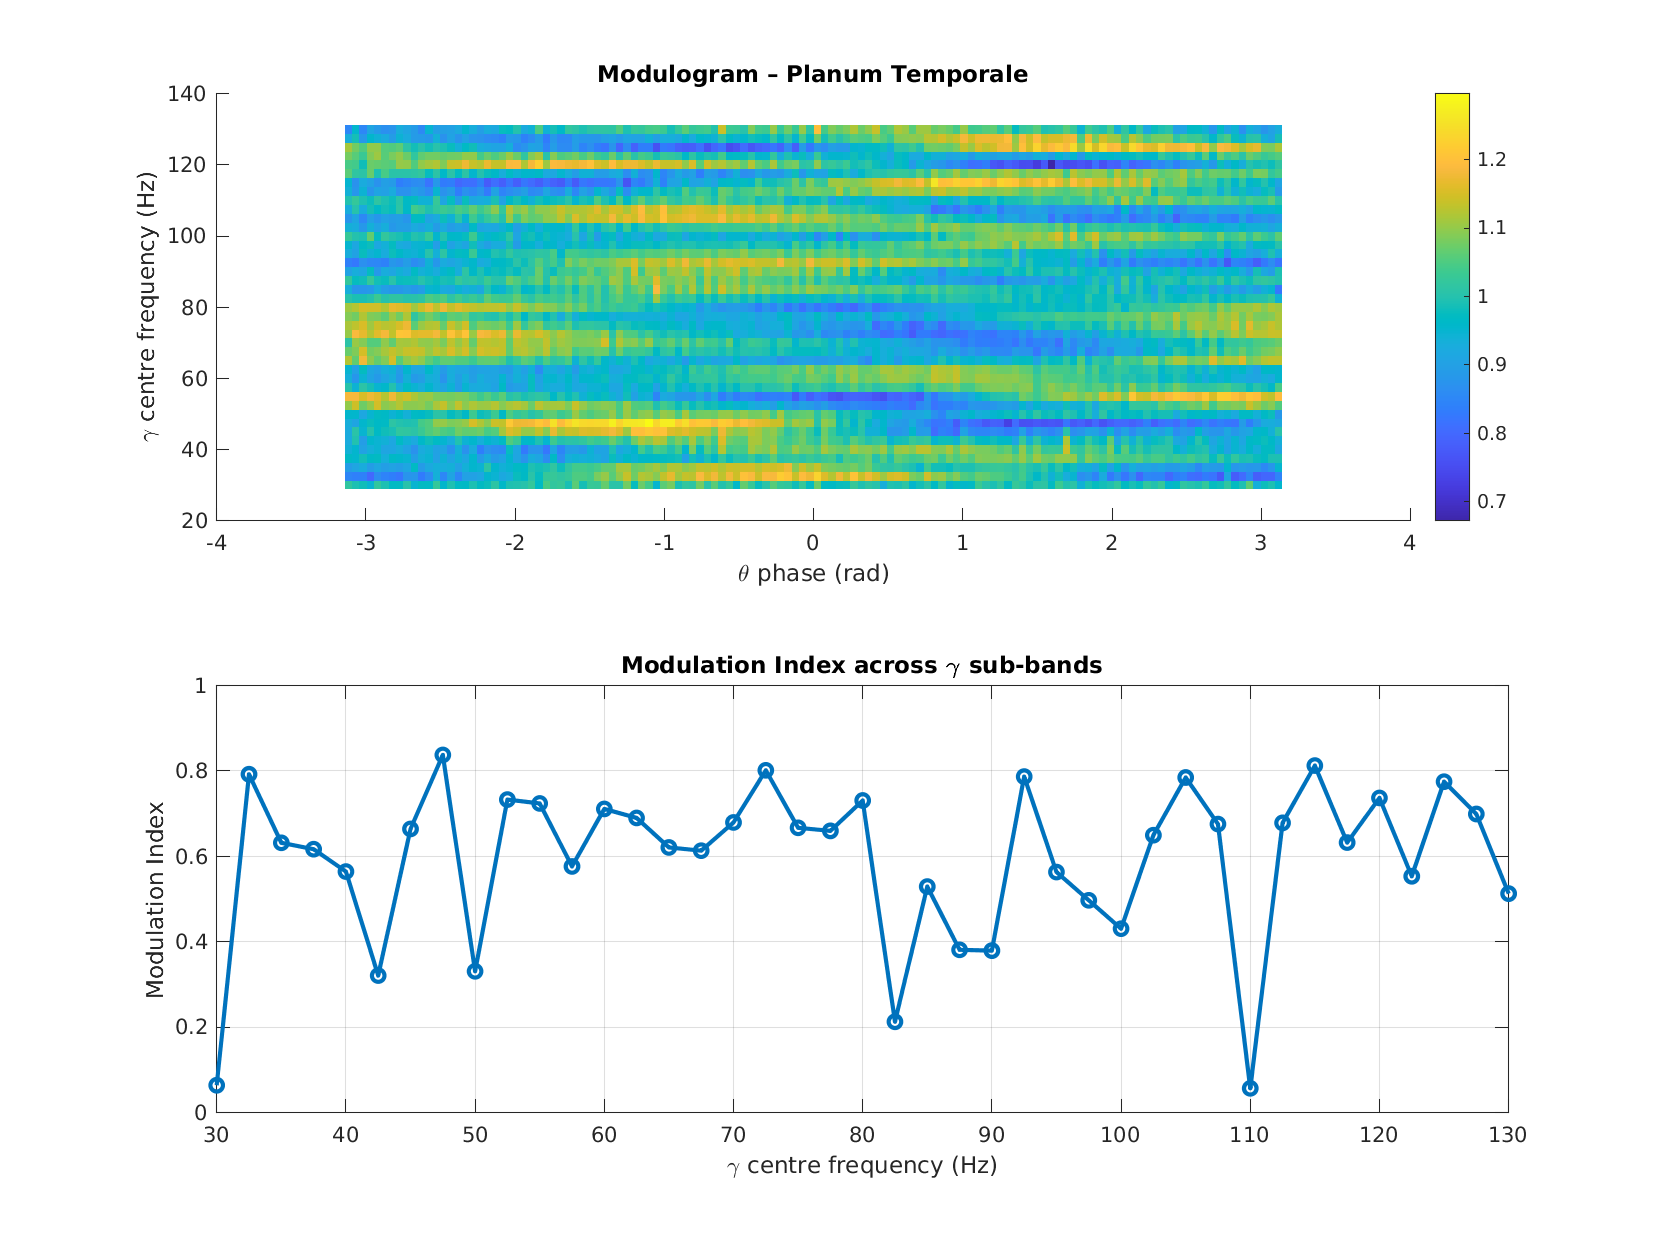 Modulogram – Planum Temporale
γ centre frequency (Hz)
140
120
100
80
60
40
20
-4 -3 -2 -1 0 1 2 3 4
θ phase (rad)
1.2
1.1
1
0.9
0.8
0.7
Modulation Index across γ sub-bands
Modulation Index
1
0.8
0.6
0.4
0.2
0
30 40 50 60 70 80 90 100 110 120 130
γ centre frequency (Hz)